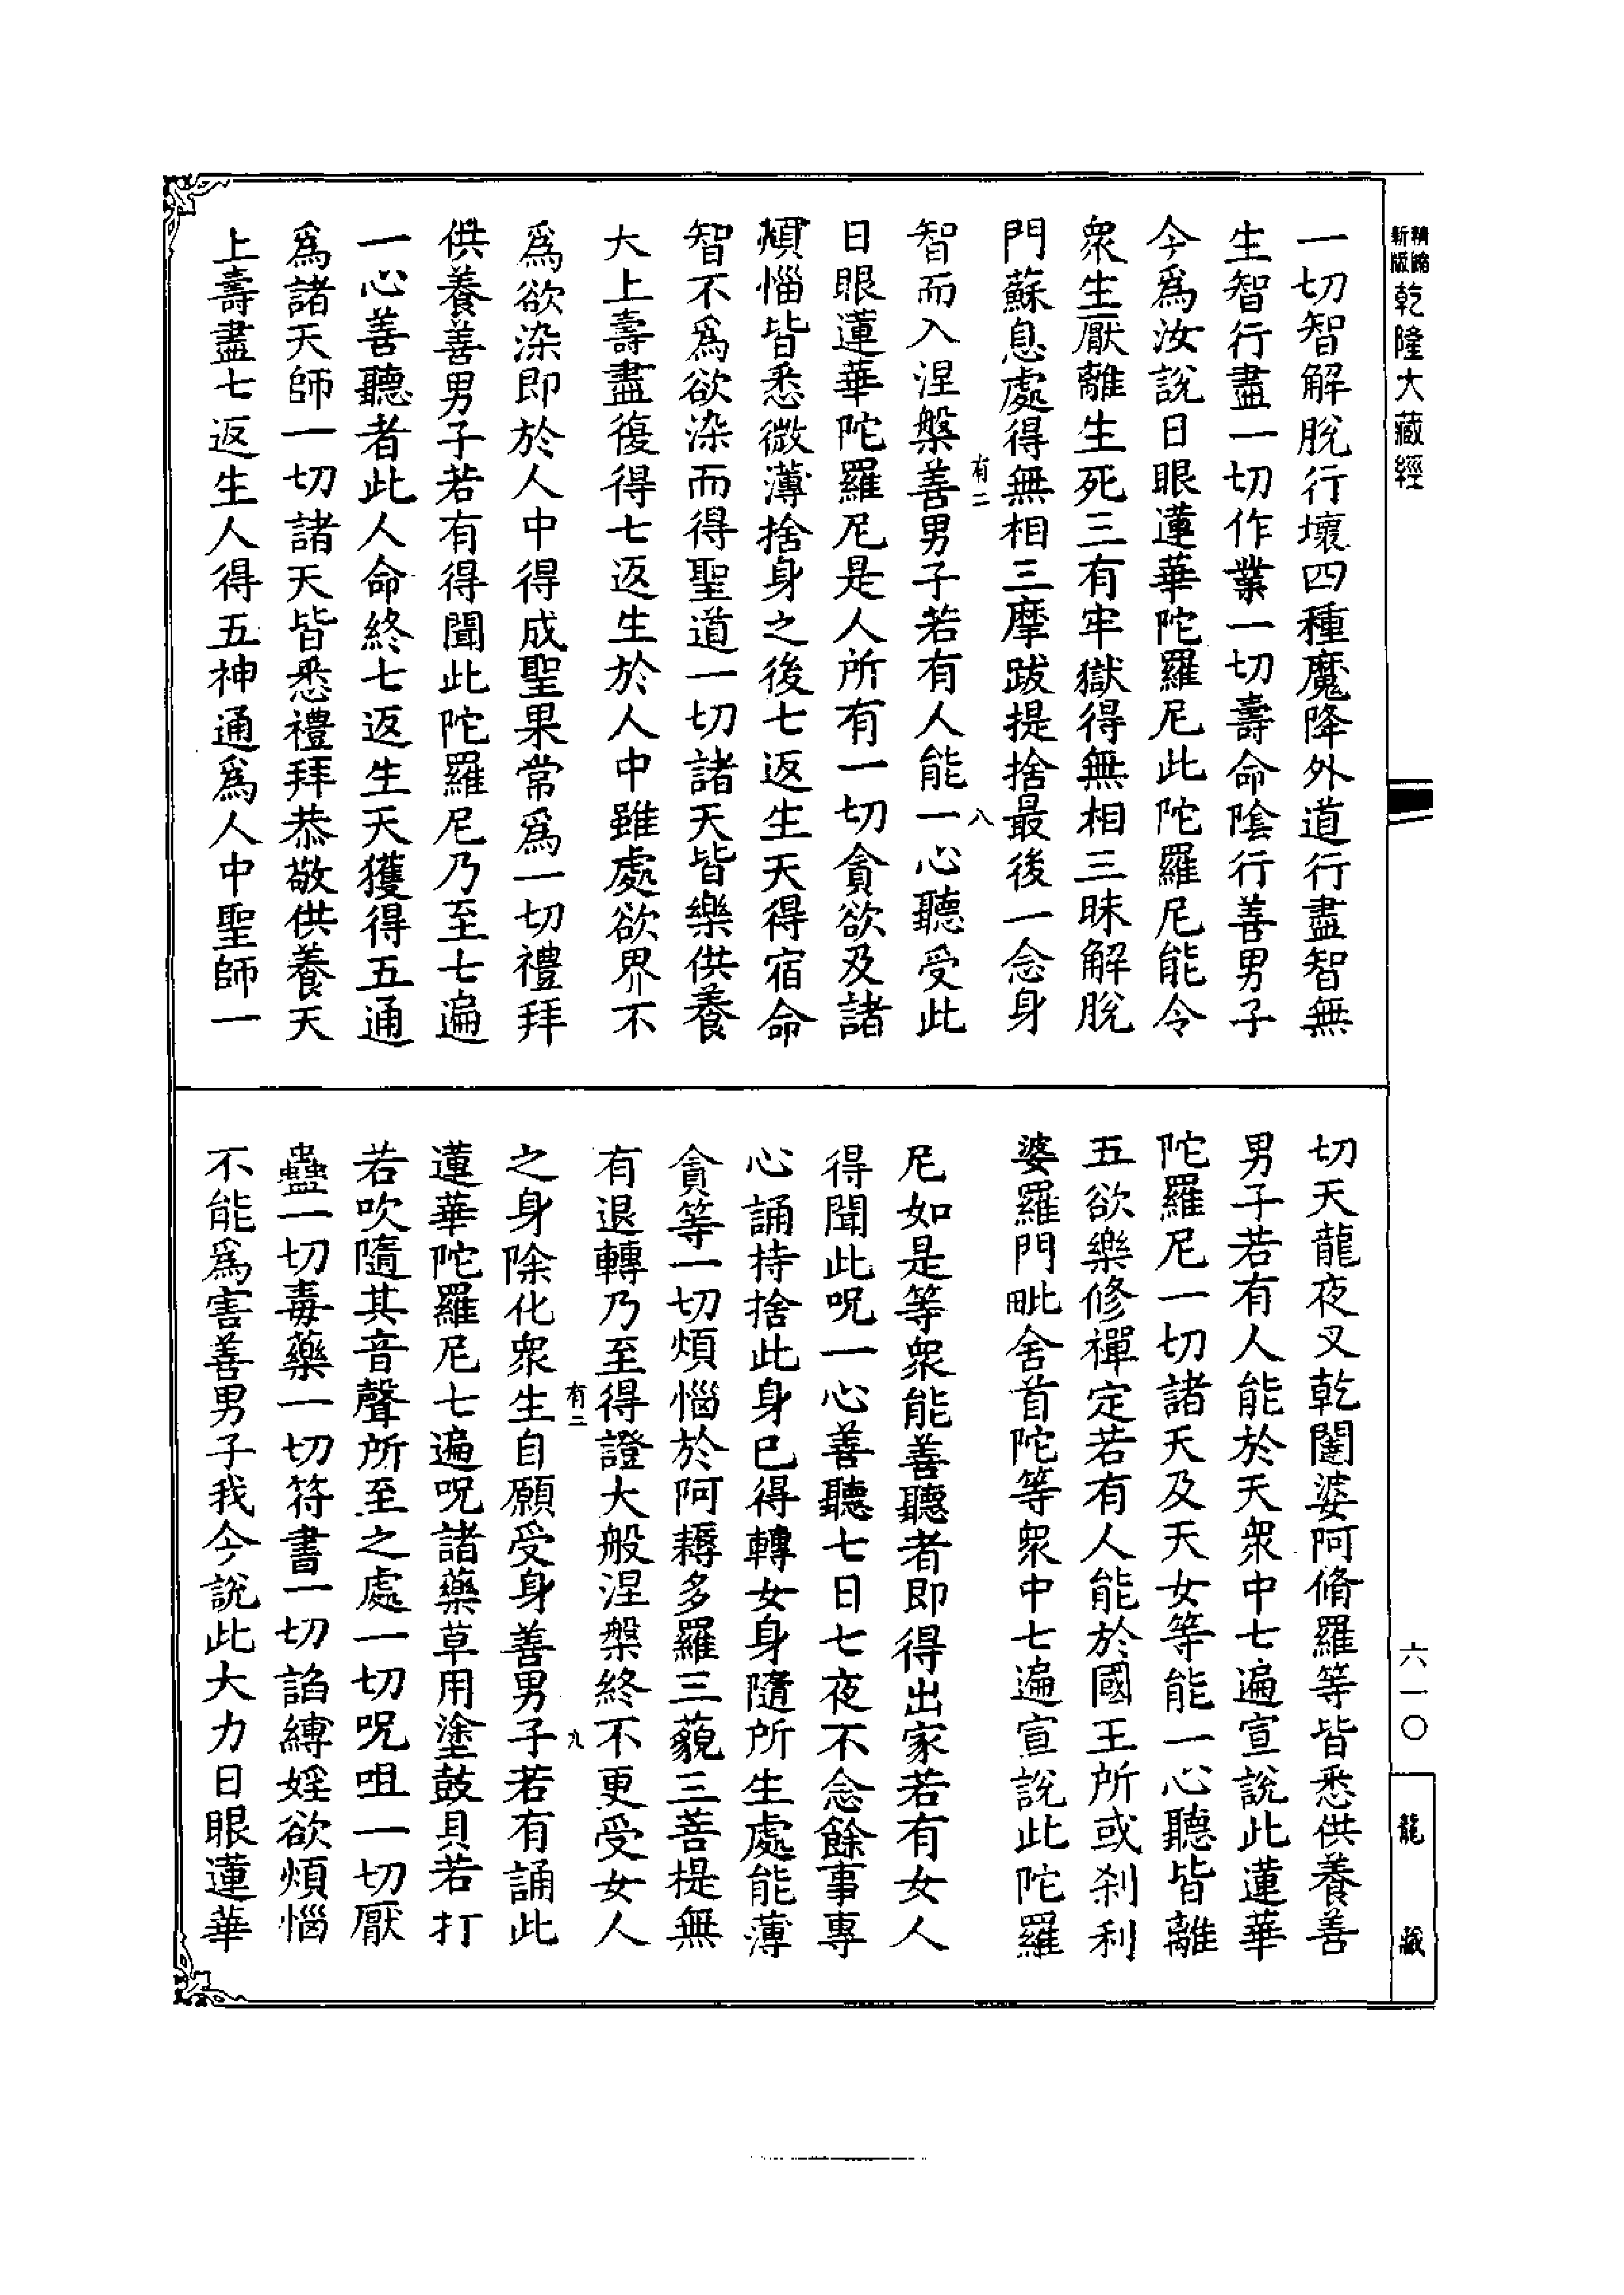 精縮
新版
乾隆大藏經
一切智解脫行壞四種魔降外道行盡智無
生智行盡一切作業一切壽命陰行善男子
今爲汝說日眼蓮華陀羅尼此陀羅尼能令
衆生厭離生死三有牢獄得無相三昧解脫
門蘇息處得無相三摩跋提捨最後一念身
有二
八
智而入涅槃善男子若有人能一心聽受此
日眼蓮華陀羅尼是人所有一切貪欲及諸
煩惱皆悉微薄捨身之後七返生天得宿命
智不爲欲染而得聖道一切諸天皆樂供養
大上壽盡復得七返生於人中雖處欲界不
爲欲染即於人中得成聖果常爲一切禮拜
供養善男子若有得聞此陀羅尼乃至七遍
一心善聽者此人命終七返生天獲得五通
爲諸天師一切諸天皆悉禮拜恭敬供養天
上壽盡七返生人得五神通爲人中聖師一
切天龍夜叉乾闥婆阿脩羅等皆悉供養善
男子若有人能於天衆中七遍宣說此蓮華
陀羅尼一切諸天及天女等能一心聽皆離
五欲樂修禪定若有人能於國王所或剎利
婆羅門毗舍首陀等衆中七遍宣說此陀羅
尼如是等衆能善聽者即得出家若有女人
得聞此呪一心善聽七日七夜不念餘事專
心誦持捨此身已得轉女身隨所生處能薄
貪等一切煩惱於阿耨多羅三藐三菩提無
有退轉乃至得證大般涅槃終不更受女人
有二
九
之身除化衆生自願受身善男子若有誦此
蓮華陀羅尼七遍呪諸藥草用塗鼓貝若打
若吹隨其音聲所至之處一切呪咀一切厭
蠱一切毒藥一切符書一切諂縛婬欲煩惱
不能爲害善男子我今說此大力日眼蓮華
六一〇
龍藏